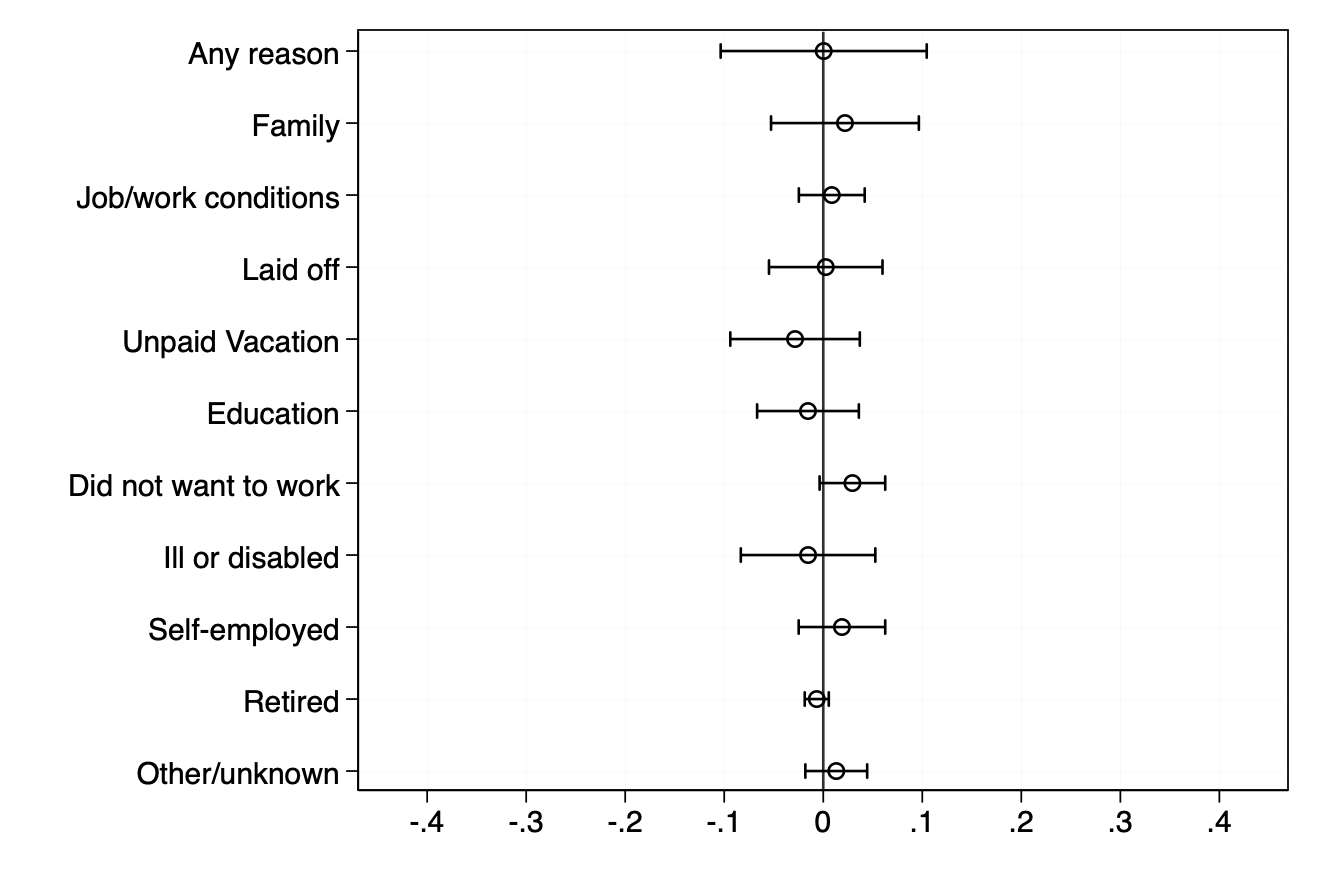 Any reason
Family
Job/work conditions
Laid off
Unpaid Vacation
Education
Did not want to work
Ill or disabled
Self-employed
Retired
Other/unknown
-.4 -.3 -.2 -.1 0 .1 .2 .3 .4